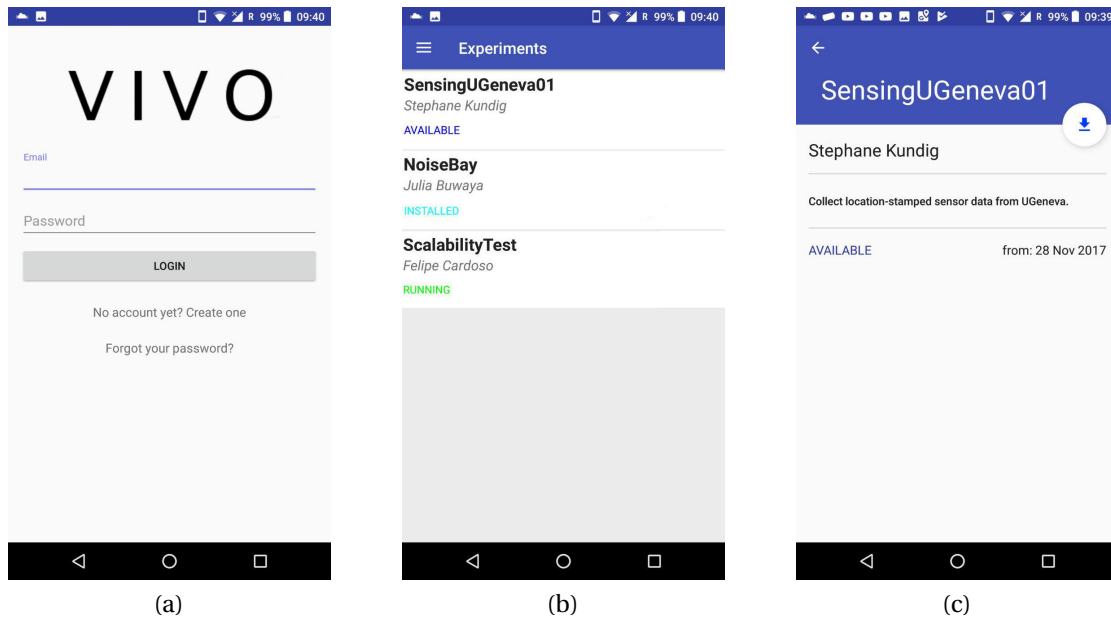 R 99% 09:40
VIVO
Email
Password
LOGIN
No account yet? Create one
Forgot your password?
(a)
R 99% 09:40
Experiments
SensingUGeneva01
Stephane Kundig
AVAILABLE
NoiseBay
Julia Buwaya
INSTALLED
ScalabilityTest
Felipe Cardoso
RUNNING
(b)
R 99% 09:39
SensingUGeneva01
Stephane Kundig
Collect location-stamped sensor data from UGeneva.
AVAILABLE from: 28 Nov 2017
(c)